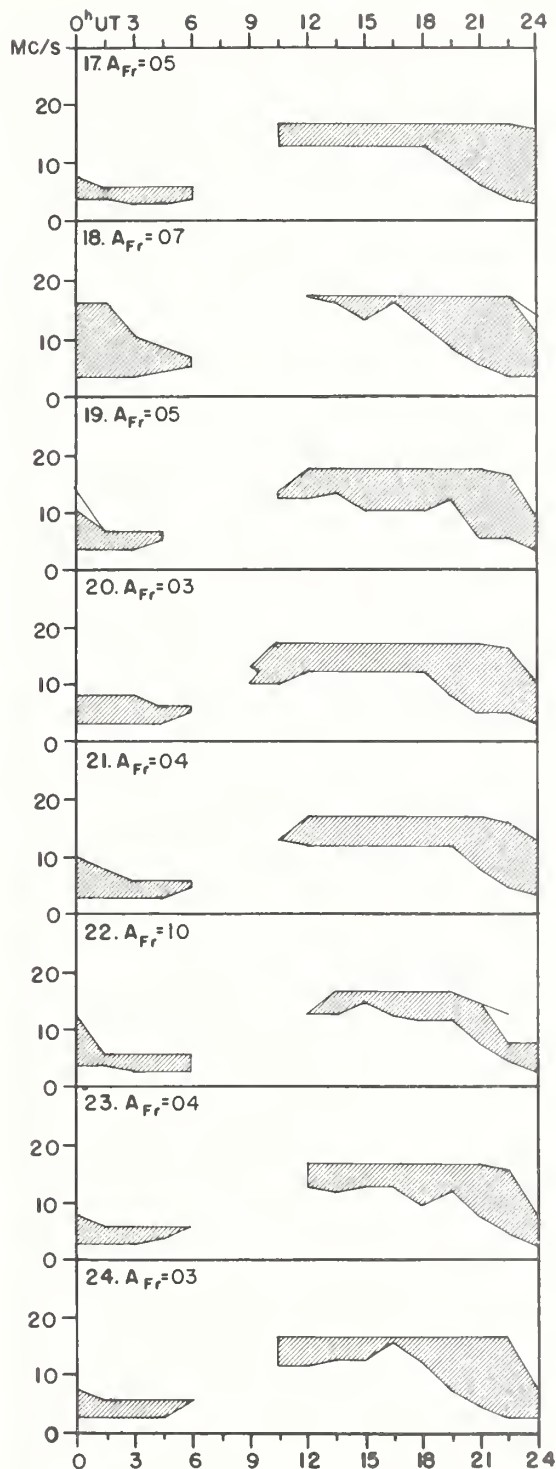 0ʰ UT 3 6 9 12 15 18 21 24
Mc/s
17. A_Fr = 05
20
10
0
18. A_Fr = 07
20
10
0
19. A_Fr = 05
20
10
0
20. A_Fr = 03
20
10
0
21. A_Fr = 04
20
10
0
22. A_Fr = 10
20
10
0
23. A_Fr = 04
20
10
0
24. A_Fr = 03
20
10
0
0 3 6 9 12 15 18 21 24